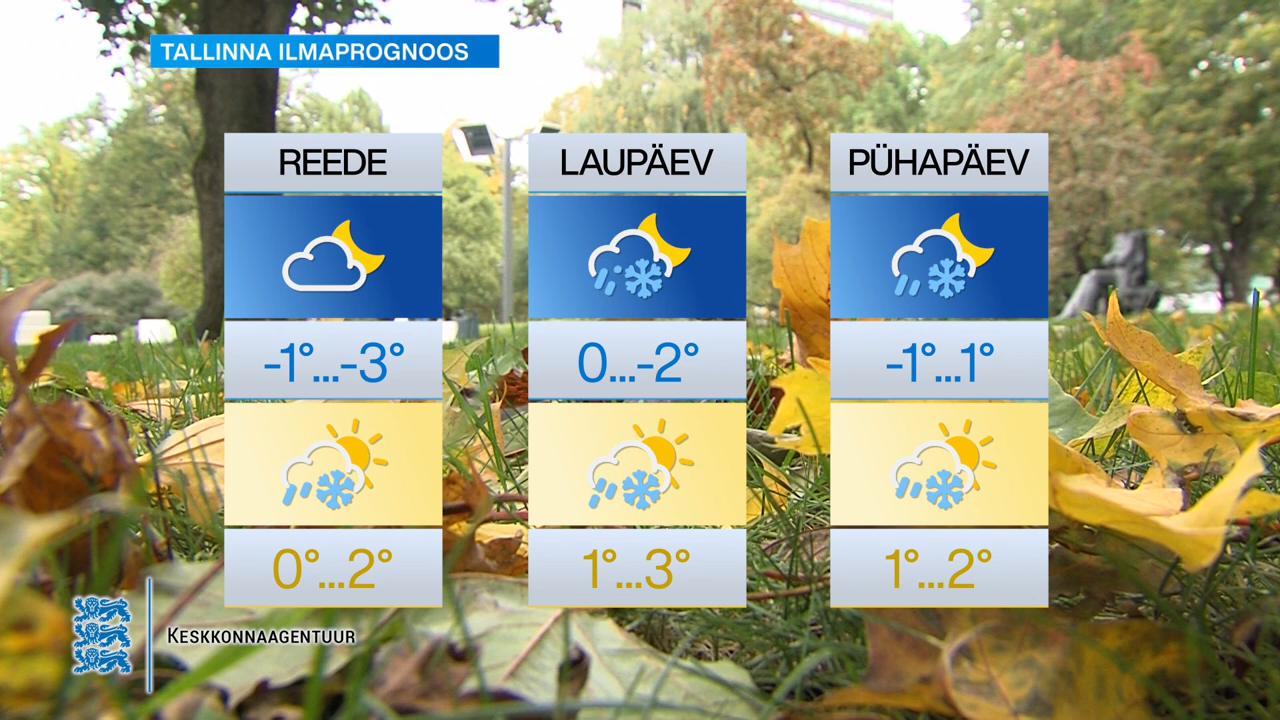 TALLINNA ILMAPROGNOOS
REEDE
-1°...-3°
0°...2°
LAUPÄEV
0...-2°
1°...3°
PÜHAPÄEV
-1°...1°
1°...2°
KESKKONNAAGENTUUR